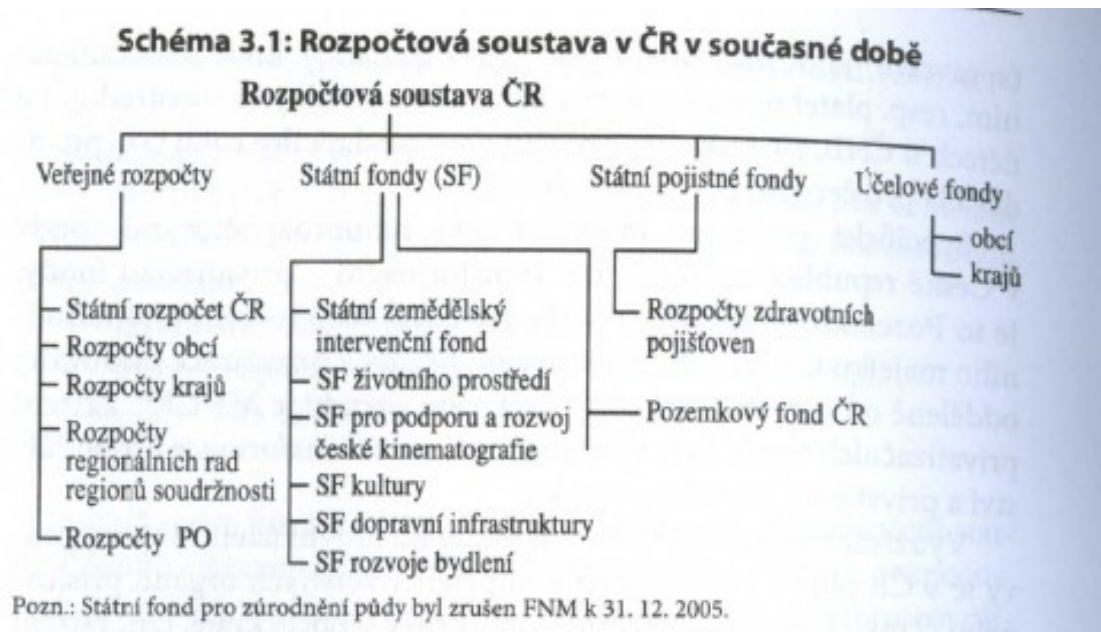 Schéma 3.1: Rozpočtová soustava v ČR v současné době
Rozpočtová soustava ČR
Veřejné rozpočty
Státní rozpočet ČR
Rozpočty obcí
Rozpočty krajů
Rozpočty
regionálních rad
regionů soudržnosti
Rozpočty PO
Státní fondy (SF)
Státní zemědělský
intervenční fond
SF životního prostředí
SF pro podporu a rozvoj
české kinematografie
SF kultury
SF dopravní infrastruktury
SF rozvoje bydlení
Pozemkový fond ČR
Státní pojistné fondy
Rozpočty zdravotních
pojišťoven
Účelové fondy
obcí
krajů
Pozn.: Státní fond pro zúrodnění půdy byl zrušen FNM k 31. 12. 2005.